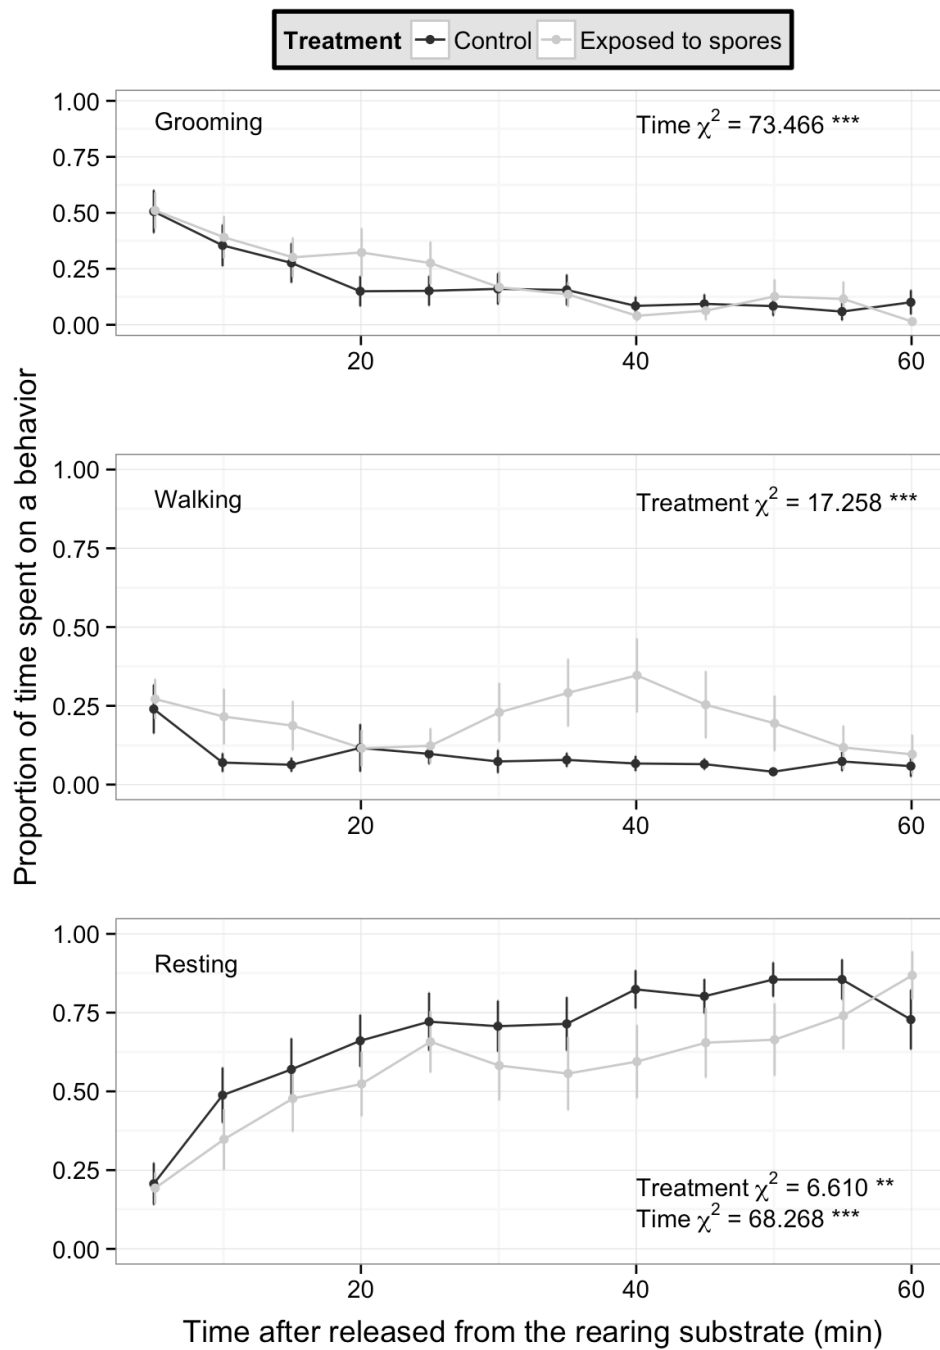 Treatment Control Exposed to spores
Proportion of time spent on a behavior
Grooming
Time χ² = 73.466 ***
1.00
0.75
0.50
0.25
0.00
20 40 60
Walking
Treatment χ² = 17.258 ***
1.00
0.75
0.50
0.25
0.00
20 40 60
Resting
1.00
0.75
0.50
0.25
0.00
Treatment χ² = 6.610 **
Time χ² = 68.268 ***
20 40 60
Time after released from the rearing substrate (min)